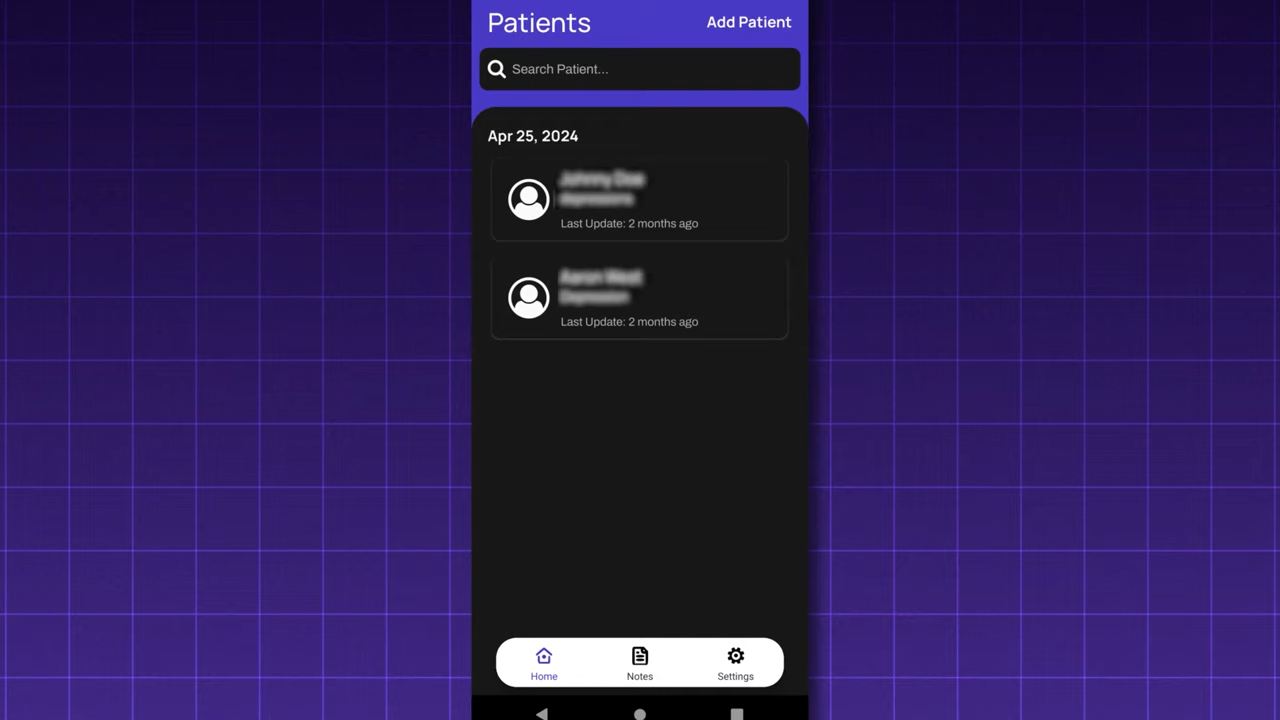 Patients
Add Patient
Search Patient...
Apr 25, 2024
Last Update: 2 months ago
Last Update: 2 months ago
Home
Notes
Settings